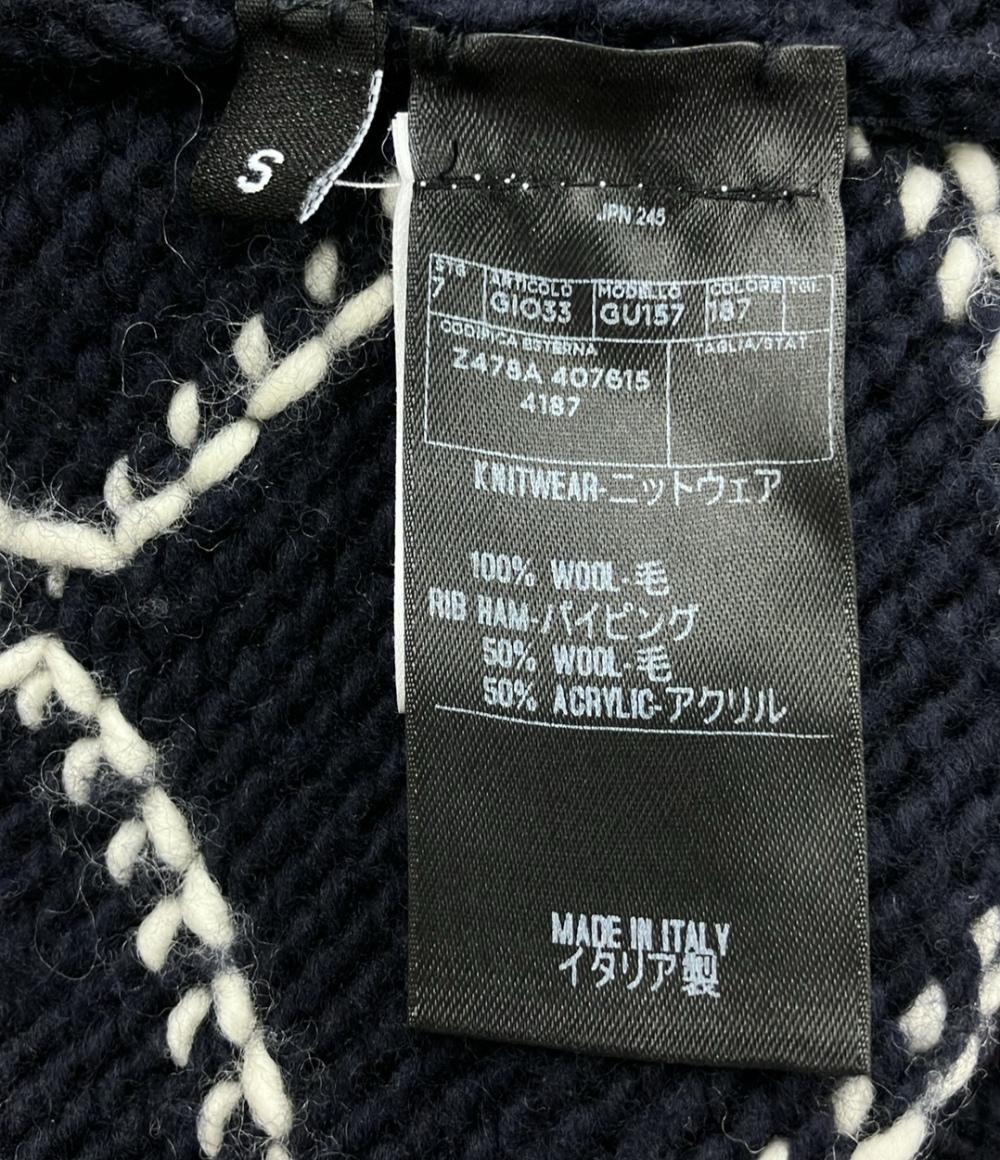 S
JPN 245
STG ARTICOLO MODELLO COLORE TGI.
7 GIO33 GU157 187
CODIFICA ESTERNA TAGLIA/STAT
Z478A 407615
4187
KNITWEAR-ニットウェア
100% WOOL-毛
RIB HAM-パイピング
50% WOOL-毛
50% ACRYLIC-アクリル
MADE IN ITALY
イタリア製